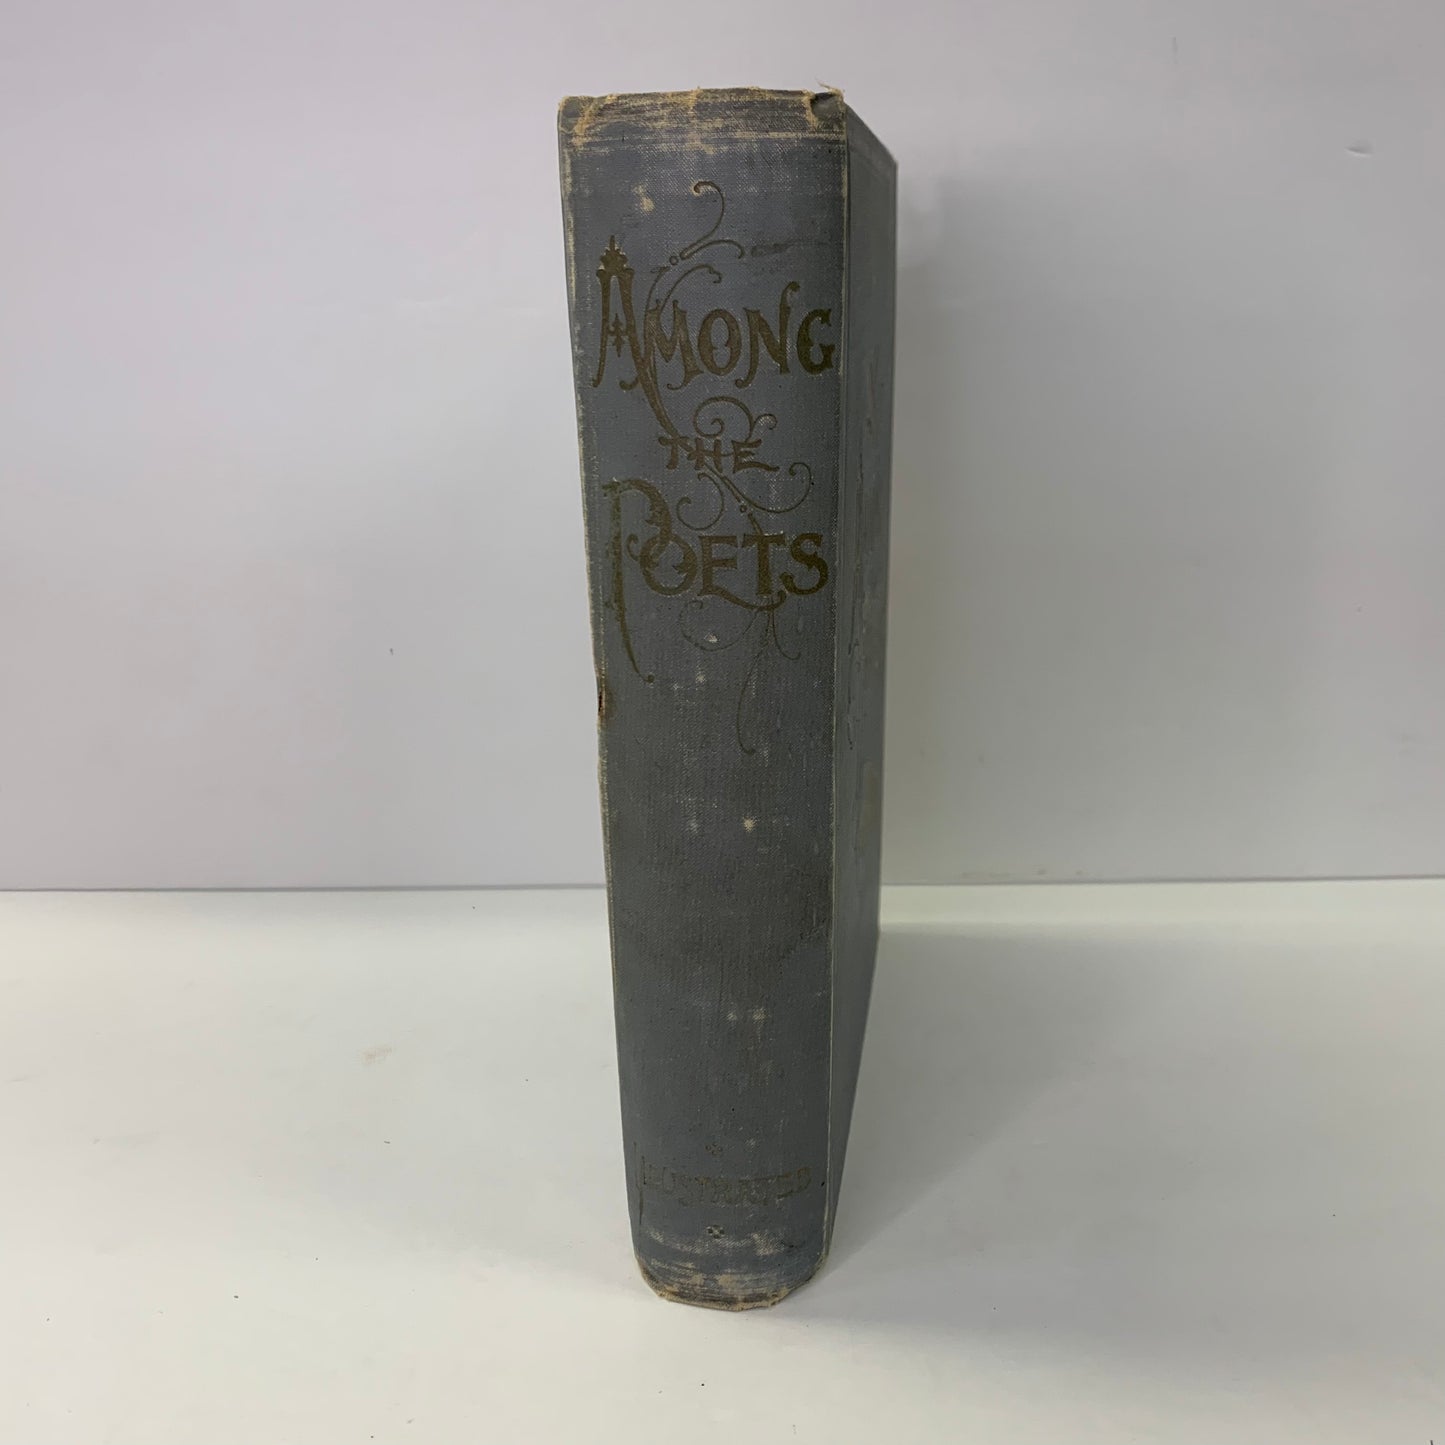 AMONG
THE
POETS
ILLUSTRATED